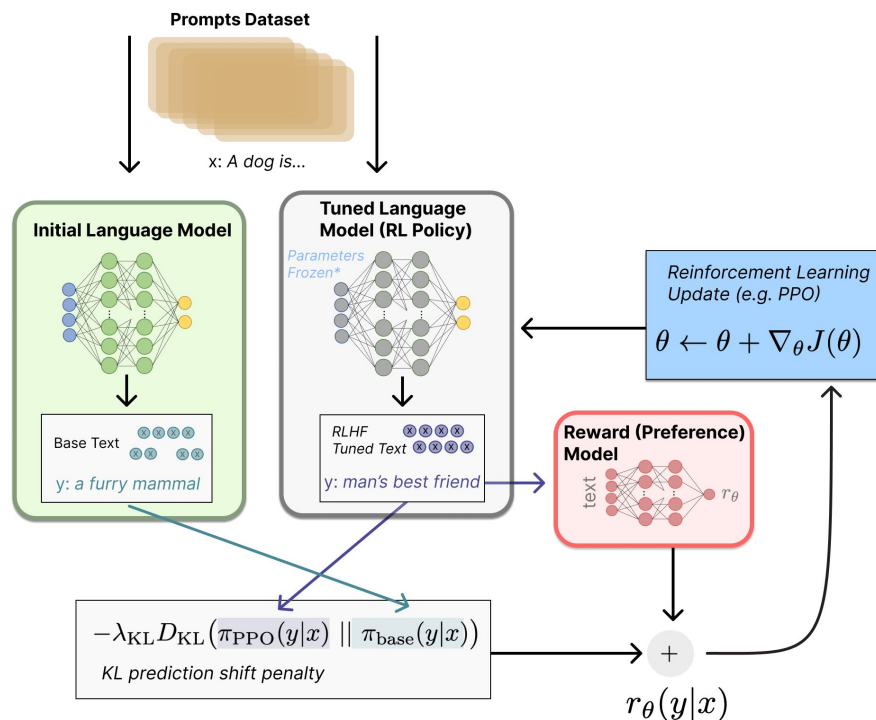 Prompts Dataset
x: A dog is...
Initial Language Model
Tuned Language
Model (RL Policy)
Parameters
Frozen*
Reinforcement Learning
Update (e.g. PPO)
θ ← θ + ∇θJ(θ)
Base Text
x x x x
x x x x
y: a furry mammal
RLHF
Tuned Text
x x x x
x x x x
y: man's best friend
Reward (Preference)
Model
text
rθ
−λKL DKL(πPPO(y|x) || πbase(y|x))
KL prediction shift penalty
+
rθ(y|x)